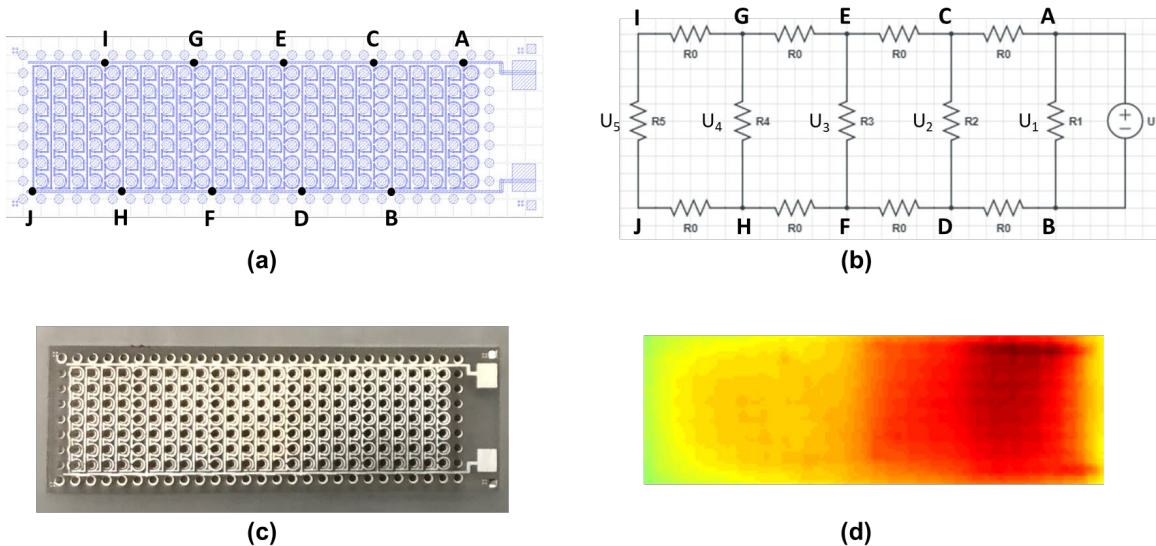 I G E C A
J H F D B
(a)
I G E C A
R0 R0 R0 R0
U5 R5 U4 R4 U3 R3 U2 R2 U1 R1 U
R0 R0 R0 R0
J H F D B
(b)
(c)
(d)